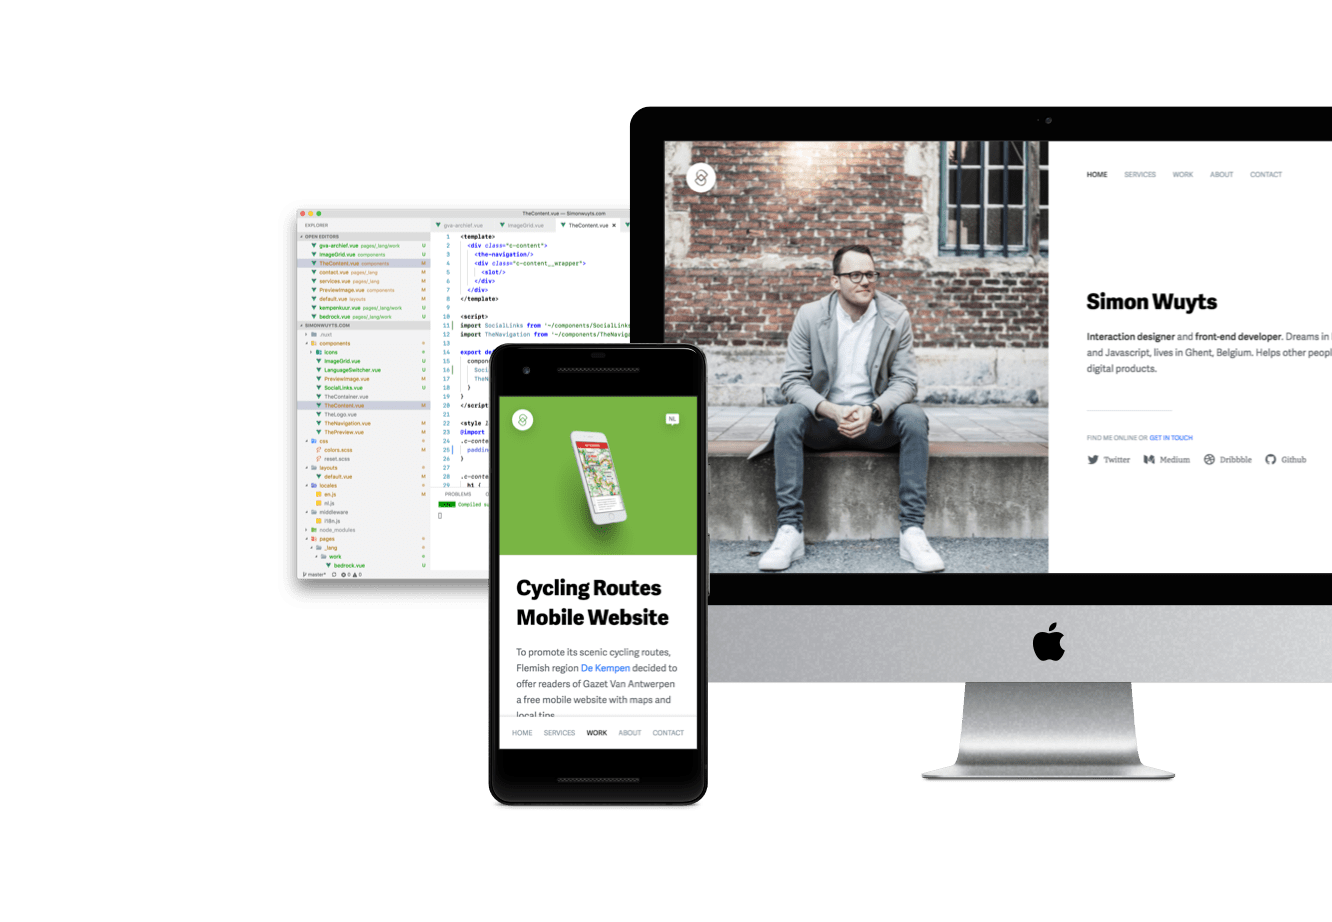 TheContent.vue — Simonwuyts.com
EXPLORER
OPEN EDITORS
gva-archief.vue pages/_lang/work U
ImageGrid.vue components U
TheContent.vue components M
contact.vue pages/_lang M
services.vue pages/_lang M
PreviewImage.vue components M
default.vue layouts M
kempenkuur.vue pages/_lang/work U
bedrock.vue pages/_lang/work U
SIMONWUYTS.COM
.nuxt
components
icons
ImageGrid.vue U
LanguageSwitcher.vue U
PreviewImage.vue M
SocialLinks.vue U
TheContainer.vue
TheContent.vue M
TheLogo.vue
TheNavigation.vue M
ThePreview.vue M
css
colors.scss M
reset.scss
layouts
default.vue M
locales
en.js M
nl.js
middleware
i18n.js
node_modules
pages
_lang
work
bedrock.vue U
master* 0 0
gva-archief.vue
ImageGrid.vue
TheContent.vue
1 <template>
2 <div class="c-content">
3 <the-navigation/>
4 <div class="c-content__wrapper">
5 <slot/>
6 </div>
7 </div>
8 </template>
9
10 <script>
11 import SocialLinks from '~/components/SocialLinks
12 import TheNavigation from '~/components/TheNaviga
13
14 export de
15 compone
16 Socia
17 TheNa
18 }
19 }
20 </script
21
22 <style l
23 @import
24 .c-conte
25 paddin
26 }
27
28 .c-conte
29 h1 {
PROBLEMS
Compiled su
NL
Cycling Routes
Mobile Website
To promote its scenic cycling routes,
Flemish region De Kempen decided to
offer readers of Gazet Van Antwerpen
a free mobile website with maps and
local tips
HOME SERVICES WORK ABOUT CONTACT
HOME SERVICES WORK ABOUT CONTACT
Simon Wuyts
Interaction designer and front-end developer. Dreams in
and Javascript, lives in Ghent, Belgium. Helps other peopl
digital products.
FIND ME ONLINE OR GET IN TOUCH
Twitter Medium Dribbble Github